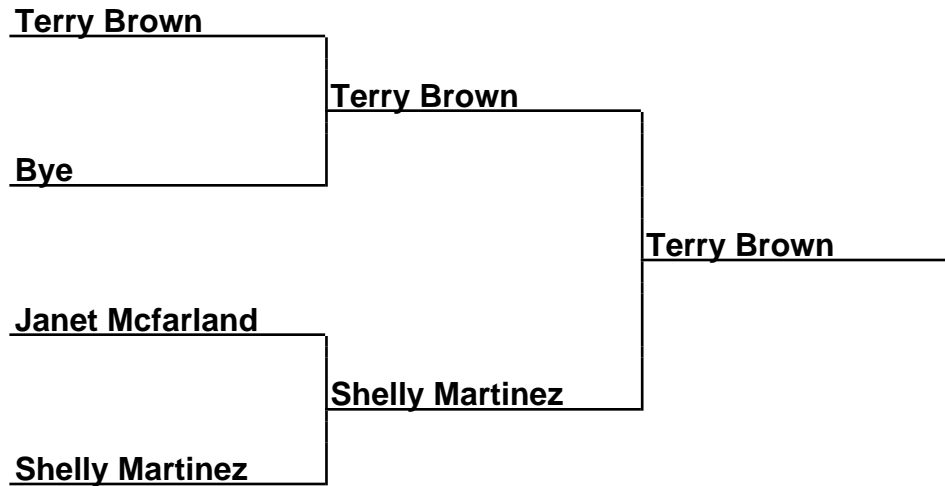 Terry Brown
Terry Brown
Bye
Terry Brown
Janet Mcfarland
Shelly Martinez
Shelly Martinez